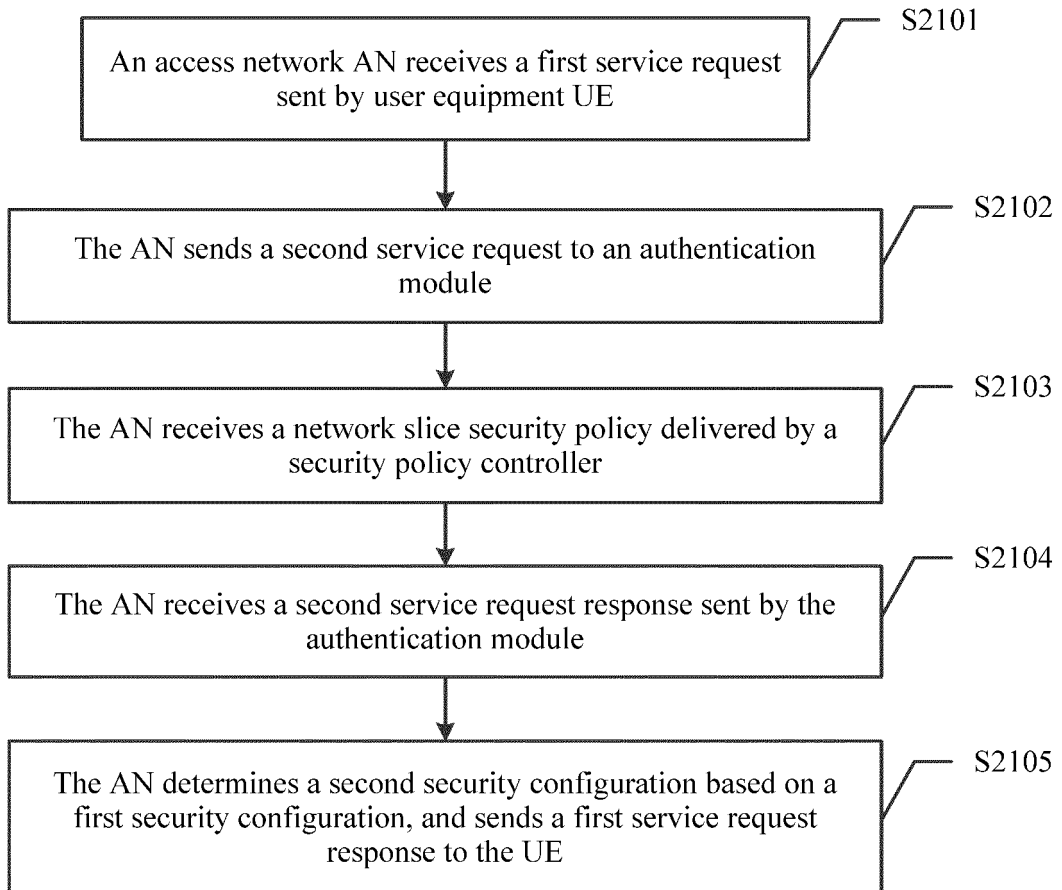 S2101
An access network AN receives a first service request
sent by user equipment UE
S2102
The AN sends a second service request to an authentication
module
S2103
The AN receives a network slice security policy delivered by a
security policy controller
S2104
The AN receives a second service request response sent by the
authentication module
S2105
The AN determines a second security configuration based on a
first security configuration, and sends a first service request
response to the UE